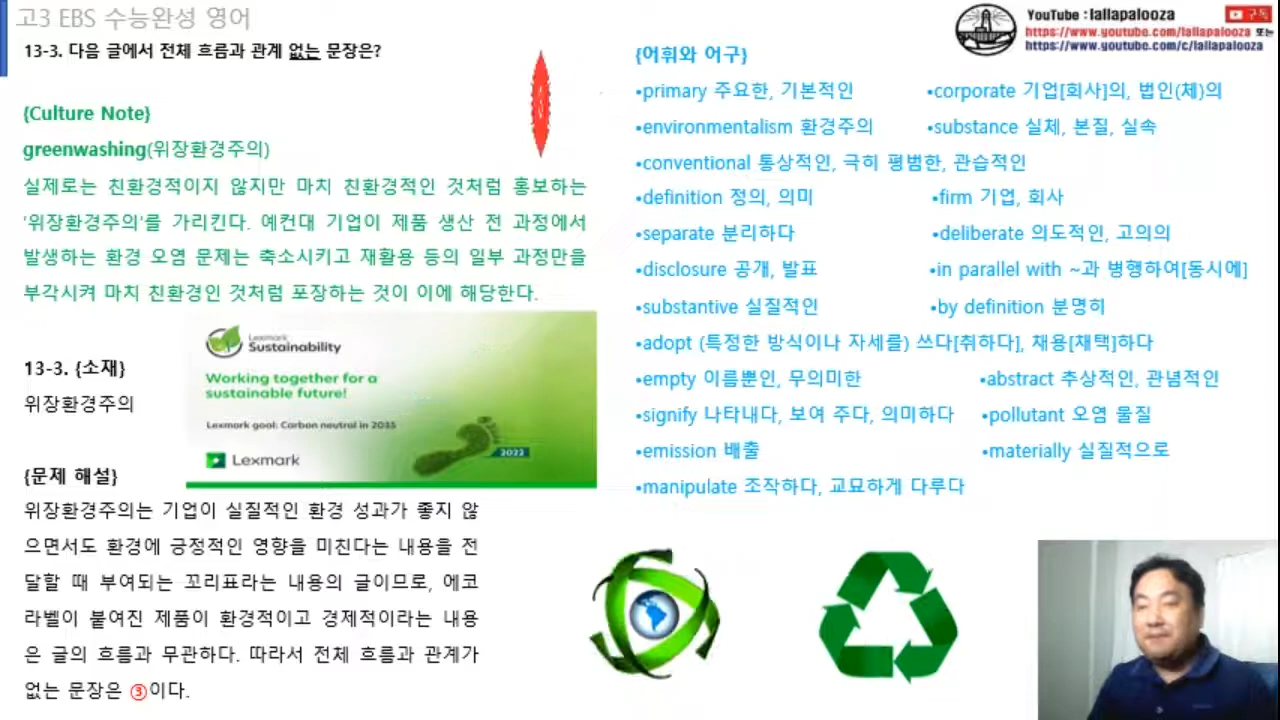 고3 EBS 수능완성 영어
13-3. 다음 글에서 전체 흐름과 관계 없는 문장은?
{Culture Note}
greenwashing(위장환경주의)
실제로는 친환경적이지 않지만 마치 친환경적인 것처럼 홍보하는
'위장환경주의'를 가리킨다. 예컨대 기업이 제품 생산 전 과정에서
발생하는 환경 오염 문제는 축소시키고 재활용 등의 일부 과정만을
부각시켜 마치 친환경인 것처럼 포장하는 것이 이에 해당한다.
Lexmark
Sustainability
Working together for a
sustainable future!
Lexmark goal: Carbon neutral in 2035
2022
Lexmark
13-3. {소재}
위장환경주의
{문제 해설}
위장환경주의는 기업이 실질적인 환경 성과가 좋지 않
으면서도 환경에 긍정적인 영향을 미친다는 내용을 전
달할 때 부여되는 꼬리표라는 내용의 글이므로, 에코
라벨이 붙여진 제품이 환경적이고 경제적이라는 내용
은 글의 흐름과 무관하다. 따라서 전체 흐름과 관계가
없는 문장은 ③이다.
YouTube : lallapalooza
구독
https://www.youtube.com/lallapalooza 또는
https://www.youtube.com/c/lallapalooza
{어휘와 어구}
•primary 주요한, 기본적인 •corporate 기업[회사]의, 법인(체)의
•environmentalism 환경주의 •substance 실체, 본질, 실속
•conventional 통상적인, 극히 평범한, 관습적인
•definition 정의, 의미 •firm 기업, 회사
•separate 분리하다 •deliberate 의도적인, 고의의
•disclosure 공개, 발표 •in parallel with ~과 병행하여[동시에]
•substantive 실질적인 •by definition 분명히
•adopt (특정한 방식이나 자세를) 쓰다[취하다], 채용[채택]하다
•empty 이름뿐인, 무의미한 •abstract 추상적인, 관념적인
•signify 나타내다, 보여 주다, 의미하다 •pollutant 오염 물질
•emission 배출 •materially 실질적으로
•manipulate 조작하다, 교묘하게 다루다